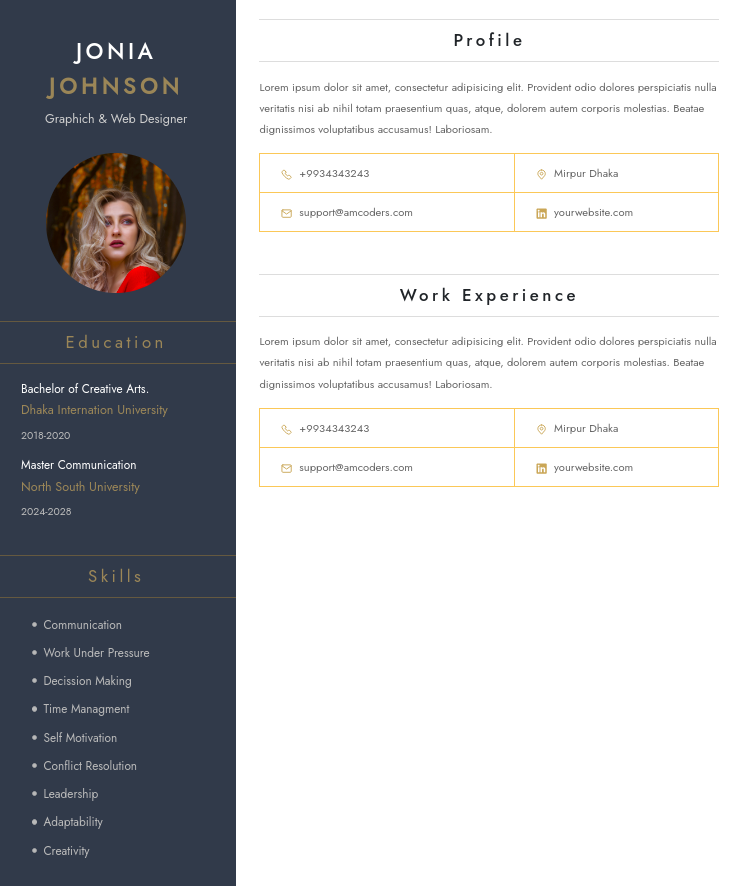 JONIA
JOHNSON
Graphich & Web Designer
Education
Bachelor of Creative Arts.
Dhaka Internation University
2018-2020
Master Communication
North South University
2024-2028
Skills
Communication
Work Under Pressure
Decission Making
Time Managment
Self Motivation
Conflict Resolution
Leadership
Adaptability
Creativity
Profile
Lorem ipsum dolor sit amet, consectetur adipisicing elit. Provident odio dolores perspiciatis nulla
veritatis nisi ab nihil totam praesentium quas, atque, dolorem autem corporis molestias. Beatae
dignissimos voluptatibus accusamus! Laboriosam.
+9934343243
Mirpur Dhaka
support@amcoders.com
yourwebsite.com
Work Experience
Lorem ipsum dolor sit amet, consectetur adipisicing elit. Provident odio dolores perspiciatis nulla
veritatis nisi ab nihil totam praesentium quas, atque, dolorem autem corporis molestias. Beatae
dignissimos voluptatibus accusamus! Laboriosam.
+9934343243
Mirpur Dhaka
support@amcoders.com
yourwebsite.com